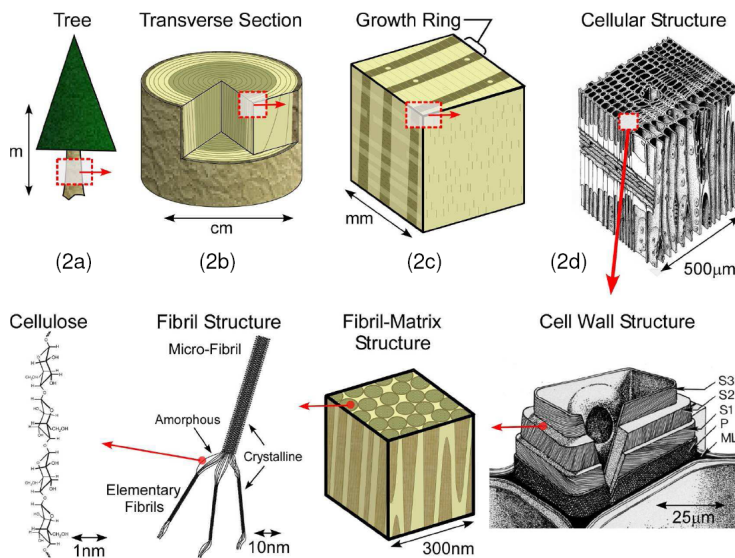 Tree
Transverse Section
Growth Ring
Cellular Structure
m
cm
mm
500μm
(2a)
(2b)
(2c)
(2d)
Cellulose
Fibril Structure
Fibril-Matrix
Structure
Cell Wall Structure
Micro-Fibril
Amorphous
Crystalline
Elementary
Fibrils
S3
S2
S1
P
ML
1nm
10nm
300nm
25μm